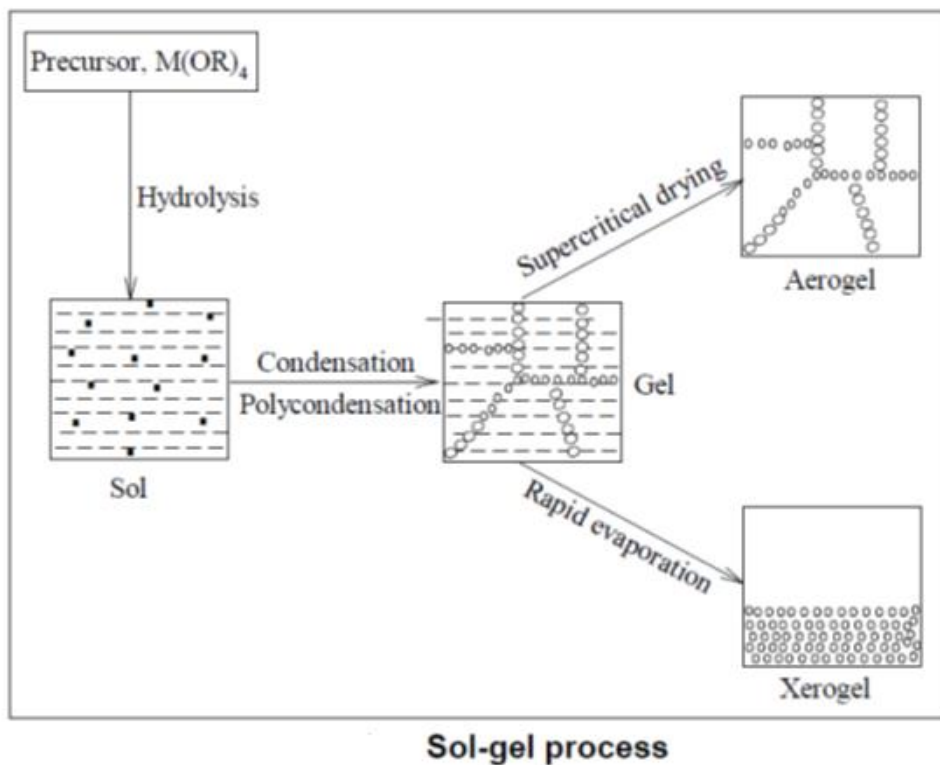 Precursor, M(OR)₄
Hydrolysis
Sol
Condensation
Polycondensation
Gel
Supercritical drying
Aerogel
Rapid evaporation
Xerogel
Sol-gel process